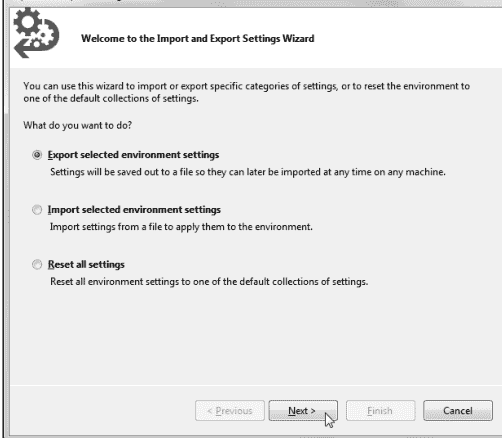 Welcome to the Import and Export Settings Wizard
You can use this wizard to import or export specific categories of settings, or to reset the environment to
one of the default collections of settings.
What do you want to do?
Export selected environment settings
Settings will be saved out to a file so they can later be imported at any time on any machine.
Import selected environment settings
Import settings from a file to apply them to the environment.
Reset all settings
Reset all environment settings to one of the default collections of settings.
< Previous Next > Finish Cancel